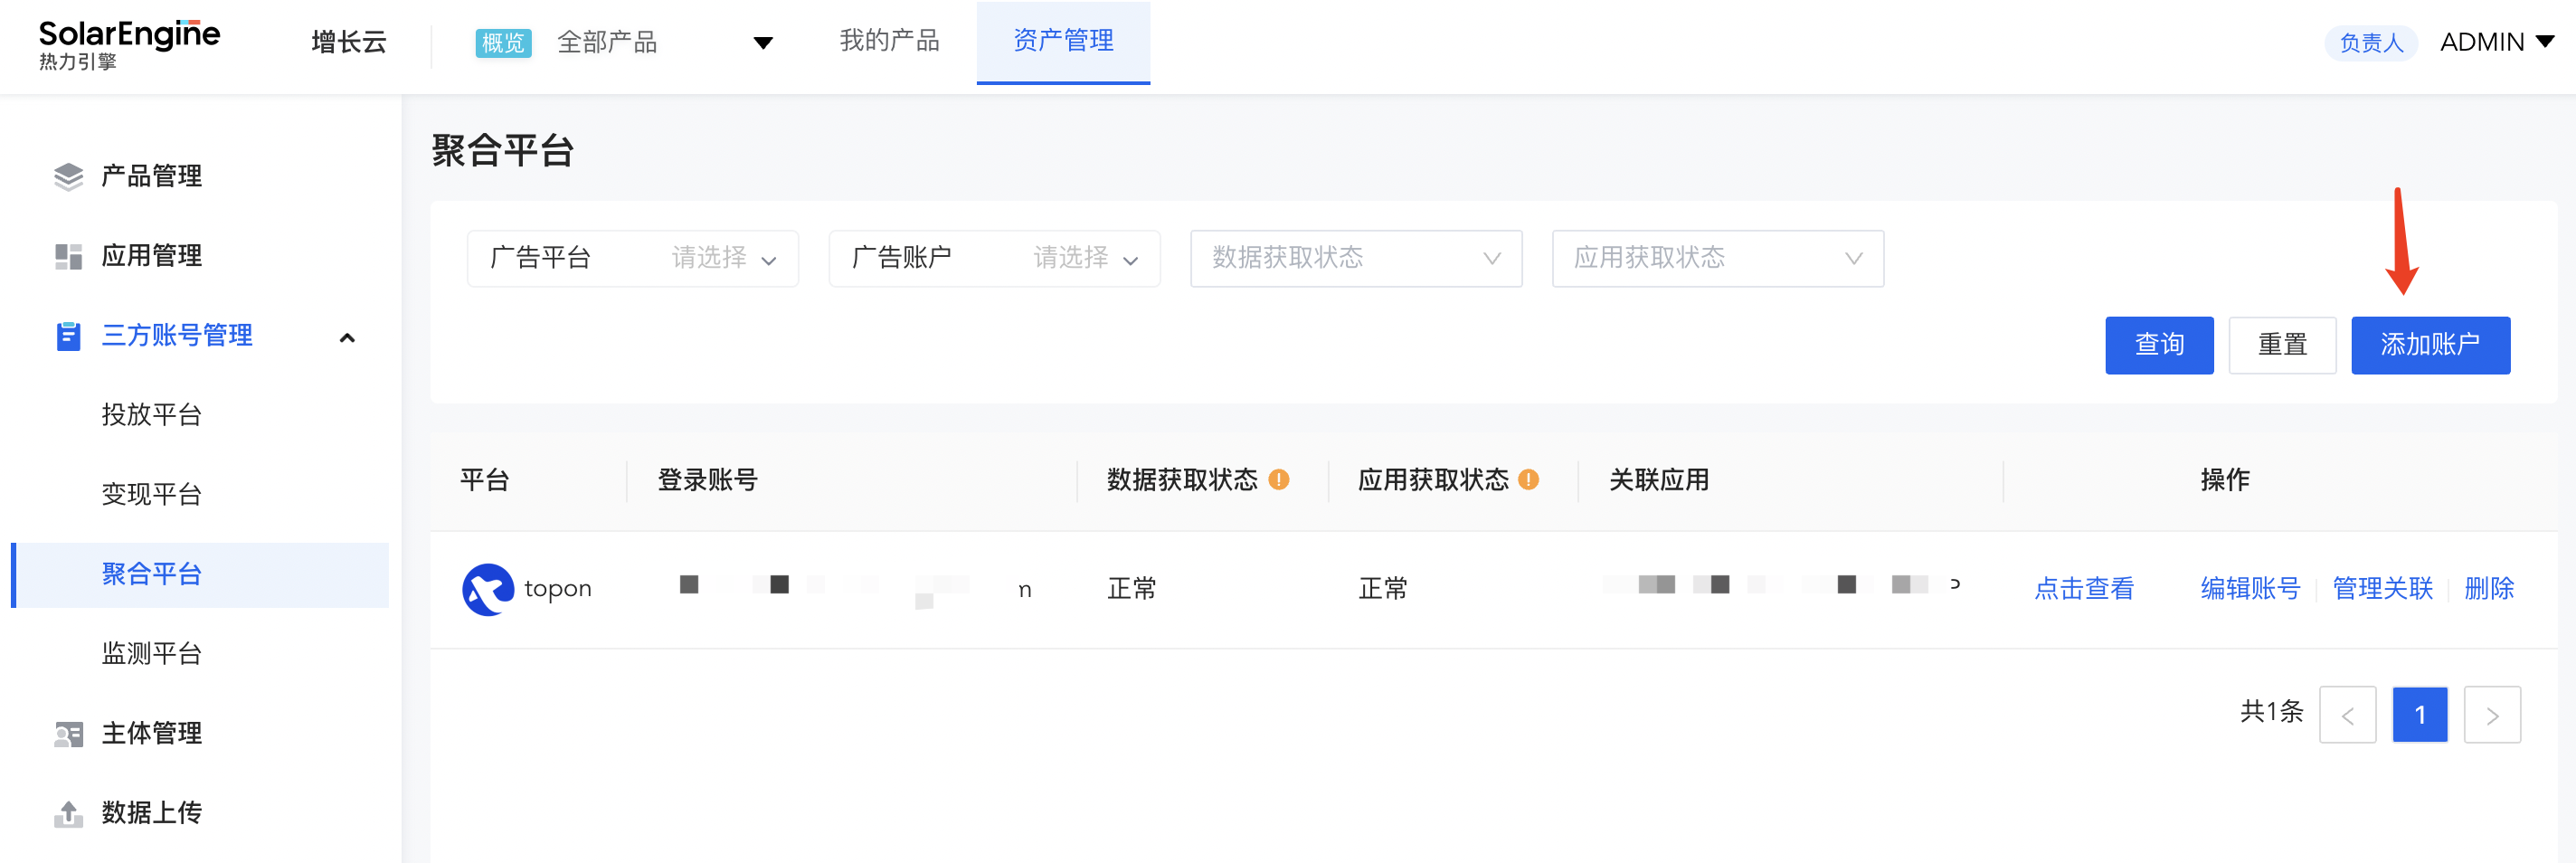 SolarEngine
热力引擎
增长云
概览 全部产品
我的产品
资产管理
负责人
ADMIN
产品管理
应用管理
三方账号管理
投放平台
变现平台
聚合平台
监测平台
主体管理
数据上传
聚合平台
广告平台 请选择
广告账户 请选择
数据获取状态
应用获取状态
查询
重置
添加账户
平台 登录账号 数据获取状态 应用获取状态 关联应用 操作
topon n 正常 正常 点击查看 编辑账号 管理关联 删除
共1条 < 1 >